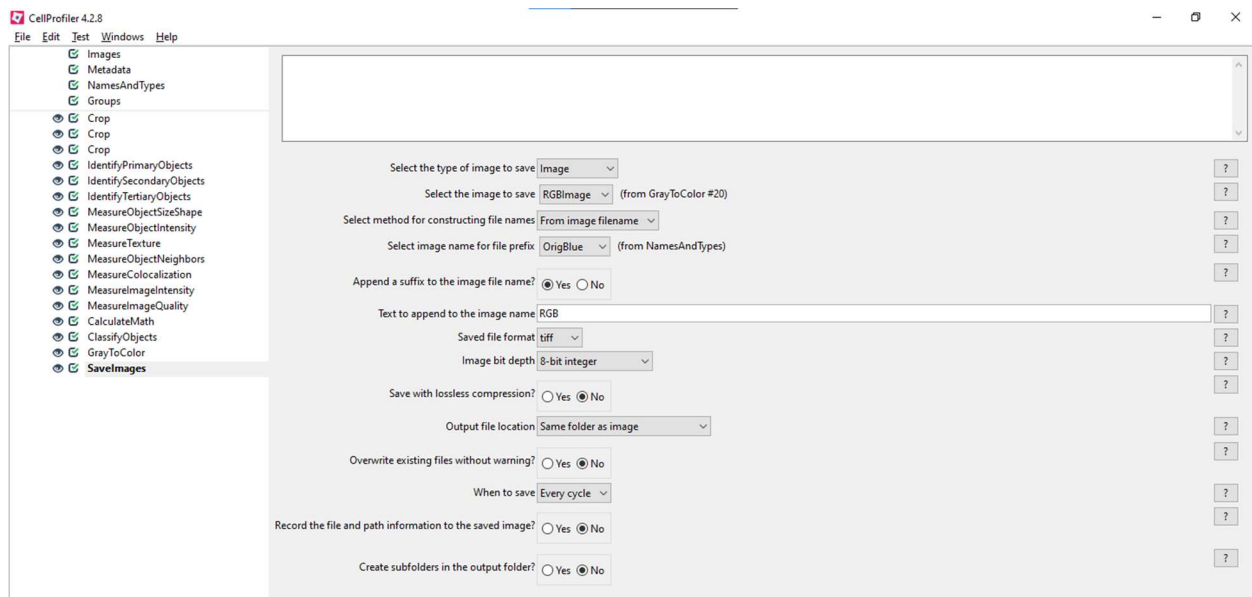 CellProfiler 4.2.8
File Edit Test Windows Help
Images
Metadata
NamesAndTypes
Groups
Crop
Crop
Crop
IdentifyPrimaryObjects
IdentifySecondaryObjects
IdentifyTertiaryObjects
MeasureObjectSizeShape
MeasureObjectIntensity
MeasureTexture
MeasureObjectNeighbors
MeasureColocalization
MeasureImageIntensity
MeasureImageQuality
CalculateMath
ClassifyObjects
GrayToColor
SaveImages
Select the type of image to save Image ?
Select the image to save RGBImage (from GrayToColor #20) ?
Select method for constructing file names From image filename ?
Select image name for file prefix OrigBlue (from NamesAndTypes) ?
Append a suffix to the image file name? Yes No ?
Text to append to the image name RGB ?
Saved file format tiff ?
Image bit depth 8-bit integer ?
Save with lossless compression? Yes No ?
Output file location Same folder as image ?
Overwrite existing files without warning? Yes No ?
When to save Every cycle ?
Record the file and path information to the saved image? Yes No ?
Create subfolders in the output folder? Yes No ?